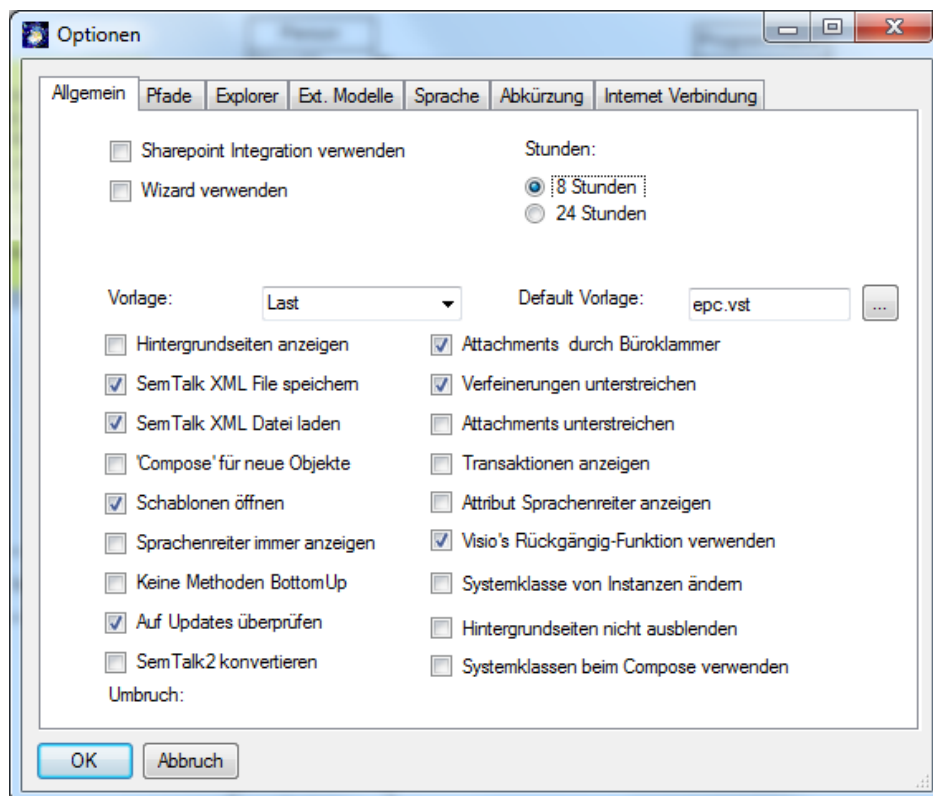 Optionen
Allgemein Pfade Explorer Ext. Modelle Sprache Abkürzung Internet Verbindung
Sharepoint Integration verwenden Stunden:
Wizard verwenden 8 Stunden
24 Stunden
Vorlage: Last Default Vorlage: epc.vst ...
Hintergrundseiten anzeigen Attachments durch Büroklammer
SemTalk XML File speichern Verfeinerungen unterstreichen
SemTalk XML Datei laden Attachments unterstreichen
'Compose' für neue Objekte Transaktionen anzeigen
Schablonen öffnen Attribut Sprachenreiter anzeigen
Sprachenreiter immer anzeigen Visio's Rückgängig-Funktion verwenden
Keine Methoden BottomUp Systemklasse von Instanzen ändern
Auf Updates überprüfen Hintergrundseiten nicht ausblenden
SemTalk2 konvertieren Systemklassen beim Compose verwenden
Umbruch:
OK Abbruch